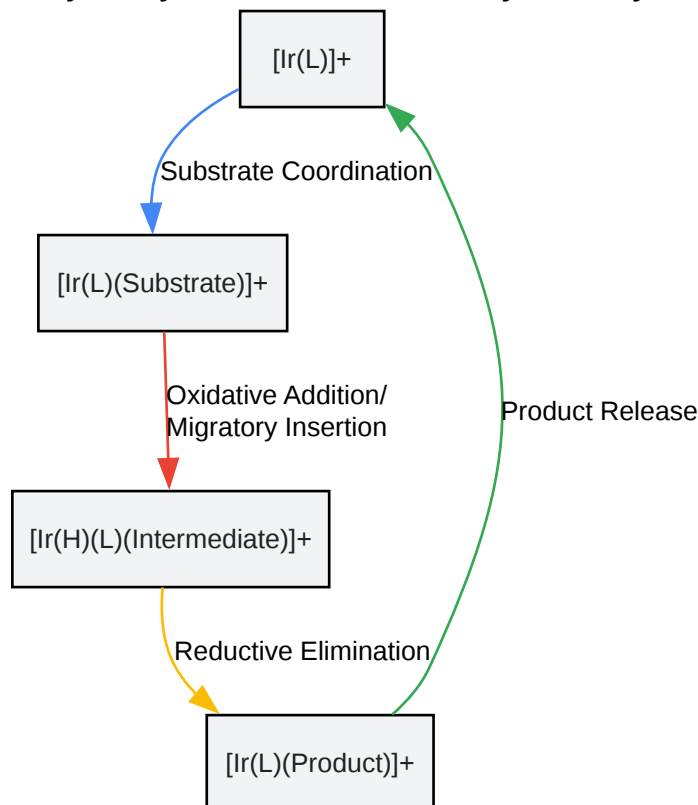 [Ir(L)]+
Substrate Coordination
[Ir(L)(Substrate)]+
Oxidative Addition/
Migratory Insertion
Product Release
[Ir(H)(L)(Intermediate)]+
Reductive Elimination
[Ir(L)(Product)]+